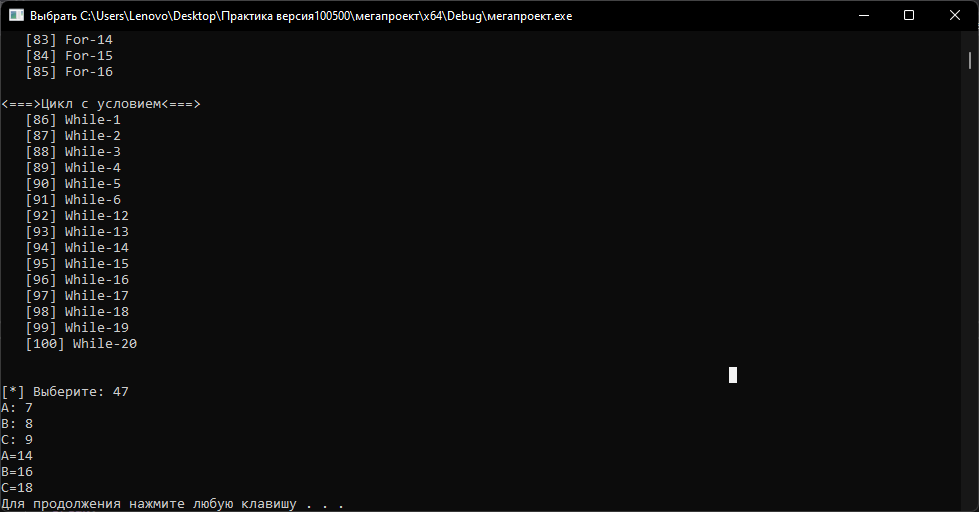 Выбрать C:\Users\Lenovo\Desktop\Практика версия100500\мегапроект\x64\Debug\мегапроект.exe
[83] For-14
[84] For-15
[85] For-16
<===>Цикл с условием<===>
[86] While-1
[87] While-2
[88] While-3
[89] While-4
[90] While-5
[91] While-6
[92] While-12
[93] While-13
[94] While-14
[95] While-15
[96] While-16
[97] While-17
[98] While-18
[99] While-19
[100] While-20
[*] Выберите: 47
A: 7
B: 8
C: 9
A=14
B=16
C=18
Для продолжения нажмите любую клавишу . . .